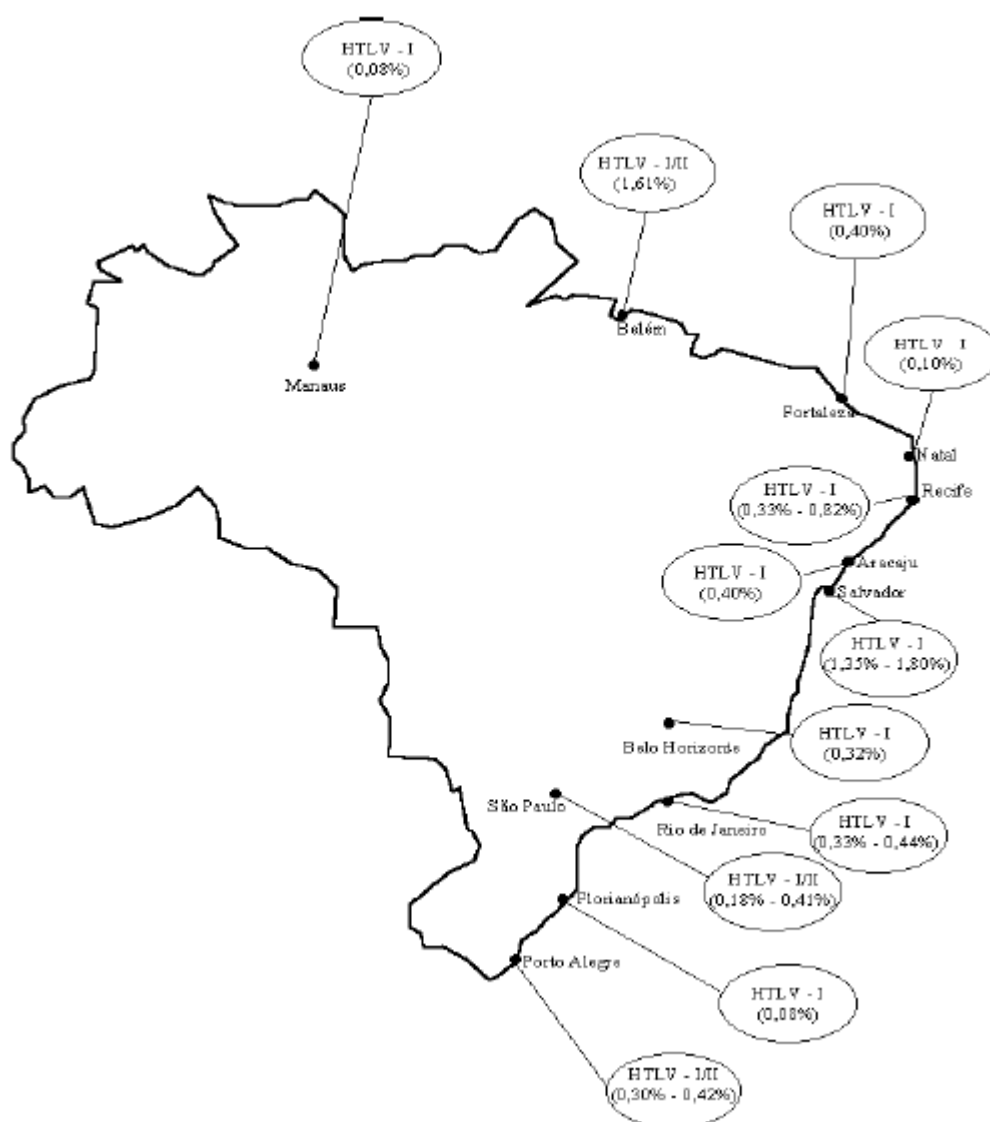 HTLV - I
(0,08%)
HTLV - I/II
(1,61%)
HTLV - I
(0,40%)
HTLV - I
(0,10%)
Belém
Manaus
Fortaleza
Natal
Recife
HTLV - I
(0,33% - 0,82%)
Aracaju
HTLV - I
(0,40%)
Salvador
HTLV - I
(1,35% - 1,80%)
Belo Horizonte
HTLV - I
(0,32%)
São Paulo
Rio de Janeiro
HTLV - I
(0,33% - 0,44%)
HTLV - I/II
(0,18% - 0,41%)
Florianópolis
Porto Alegre
HTLV - I
(0,08%)
HTLV - I/II
(0,30% - 0,42%)